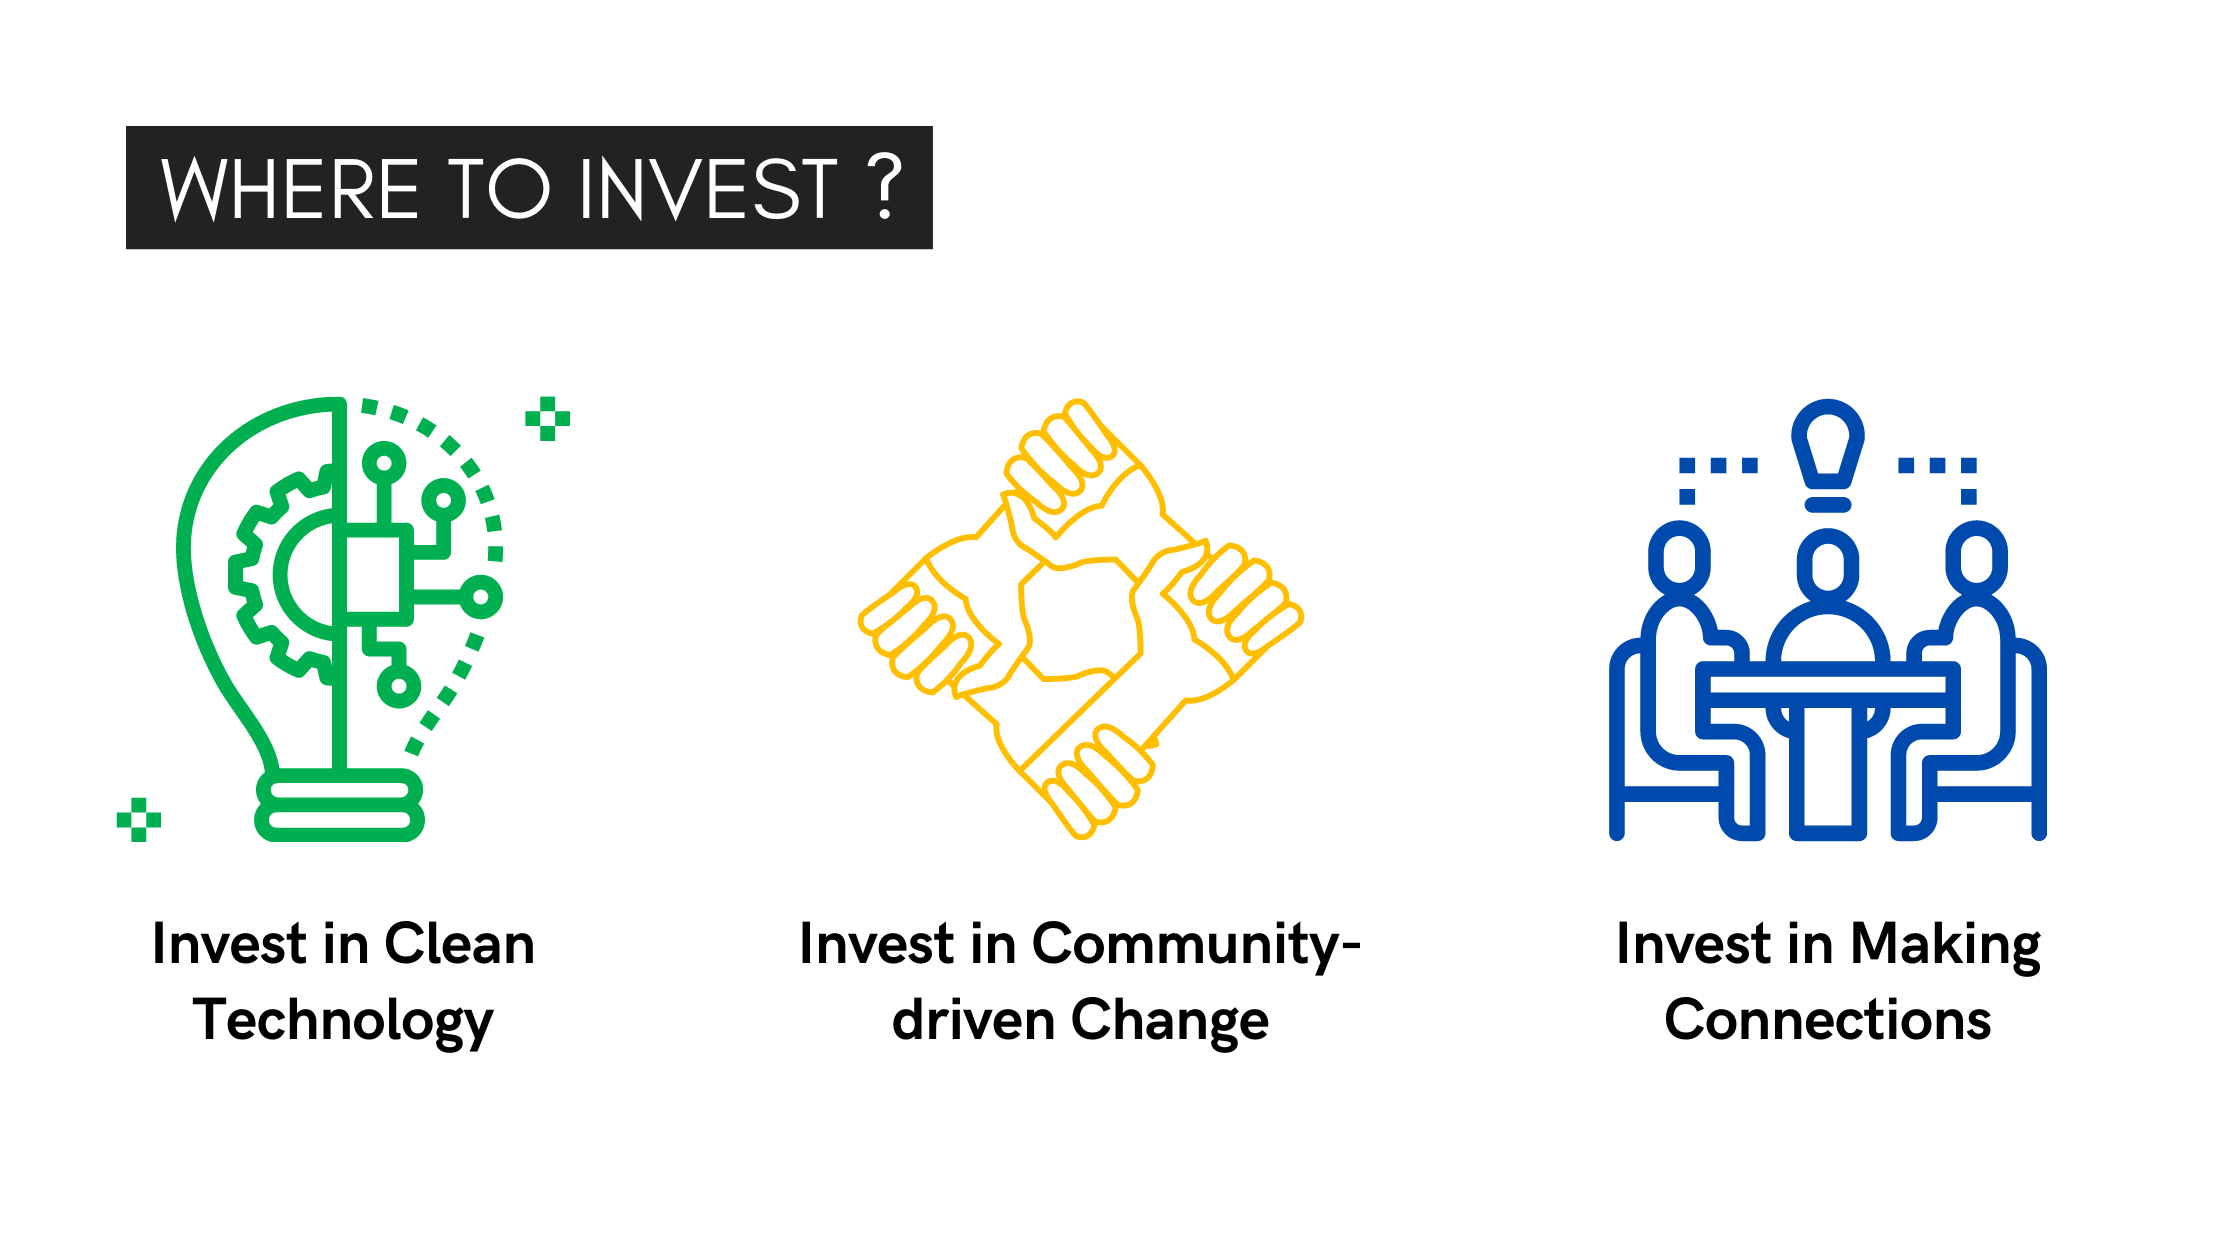 WHERE TO INVEST ?
Invest in Clean
Technology
Invest in Community-
driven Change
Invest in Making
Connections